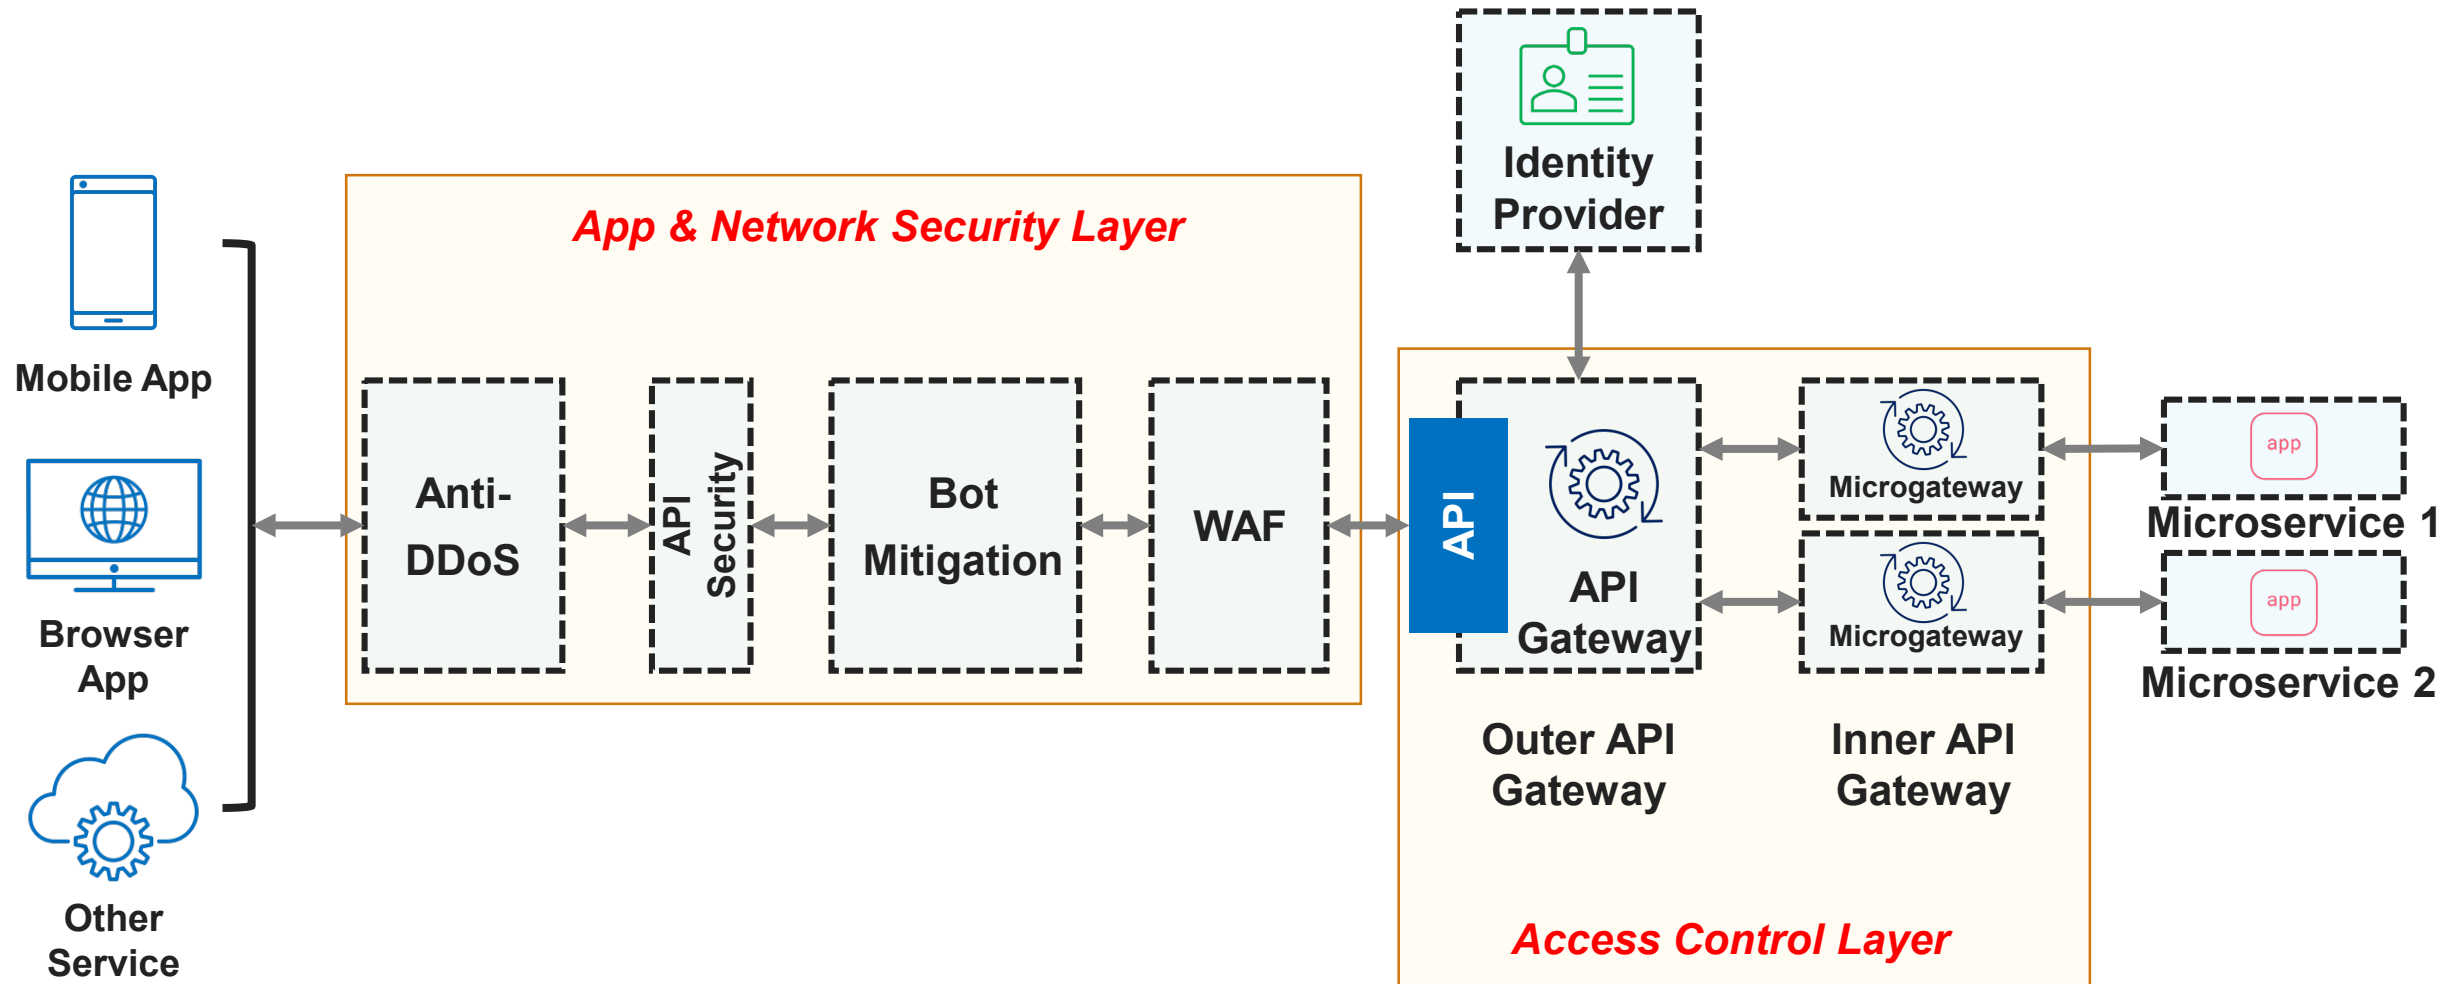 Mobile App
Browser
App
Other
Service
App & Network Security Layer
Anti-
DDoS
API
Security
Bot
Mitigation
WAF
Identity
Provider
API
API
Gateway
Microgateway
Microgateway
Outer API
Gateway
Inner API
Gateway
Access Control Layer
app
Microservice 1
app
Microservice 2